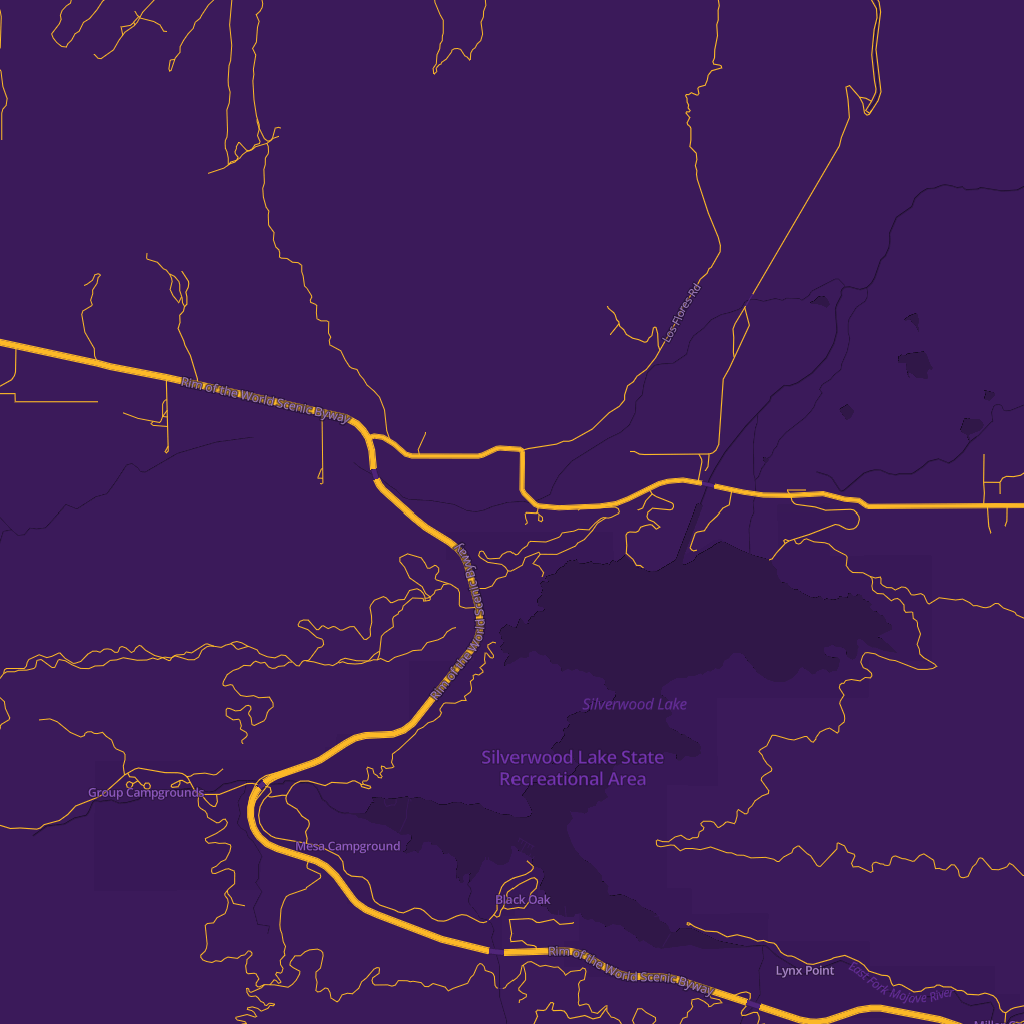 Los Flores Rd
Rim of the World Scenic Byway
Rim of the World Scenic Byway
Silverwood Lake
Silverwood Lake State
Recreational Area
Group Campgrounds
Mesa Campground
Black Oak
Rim of the World Scenic Byway
Lynx Point
East Fork Mojave River